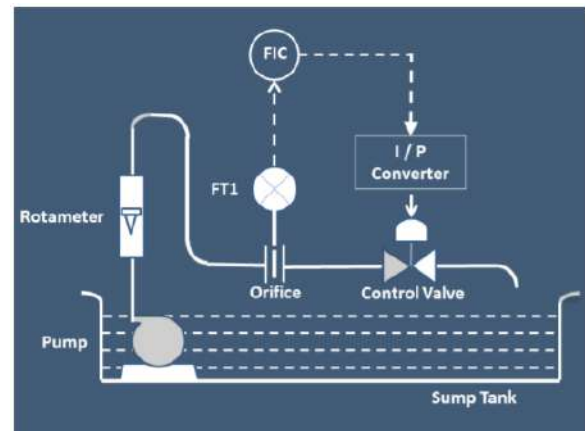 FIC
I / P
Converter
FT1
Rotameter
Orifice
Control Valve
Pump
Sump Tank